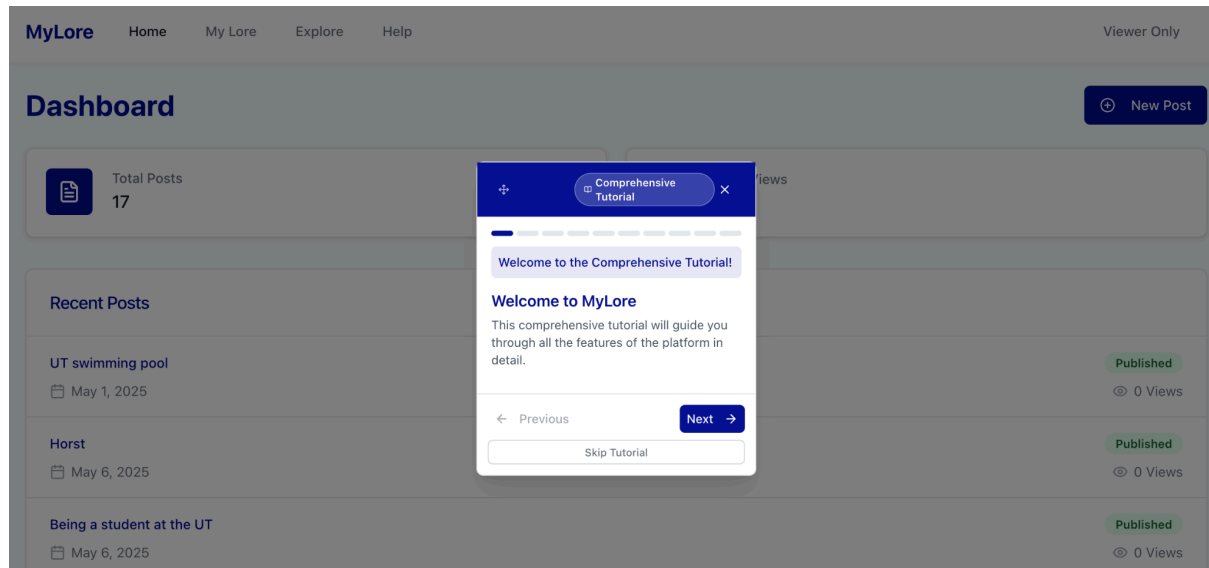 MyLore Home My Lore Explore Help Viewer Only
Dashboard
New Post
Total Posts
17
Comprehensive
Tutorial
Welcome to the Comprehensive Tutorial!
Welcome to MyLore
This comprehensive tutorial will guide you
through all the features of the platform in
detail.
Previous
Next
Skip Tutorial
Recent Posts
UT swimming pool
Published
May 1, 2025
0 Views
Horst
Published
May 6, 2025
0 Views
Being a student at the UT
Published
May 6, 2025
0 Views